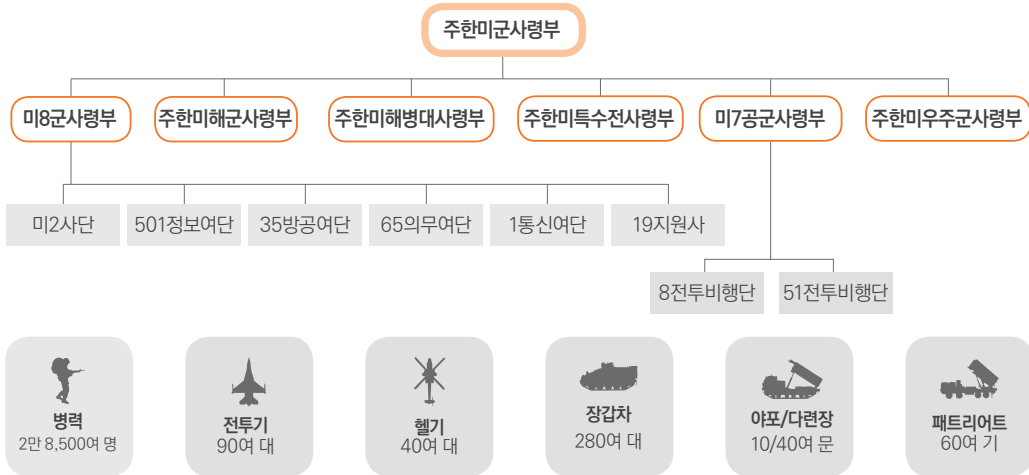 주한미군사령부
미8군사령부
주한미해군사령부
주한미해병대사령부
주한미특수전사령부
미7공군사령부
주한미우주군사령부
미2사단
501정보여단
35방공여단
65의무여단
1통신여단
19지원사
8전투비행단
51전투비행단
병력
2만 8,500여 명
전투기
90여 대
헬기
40여 대
장갑차
280여 대
야포/다련장
10/40여 문
패트리어트
60여 기